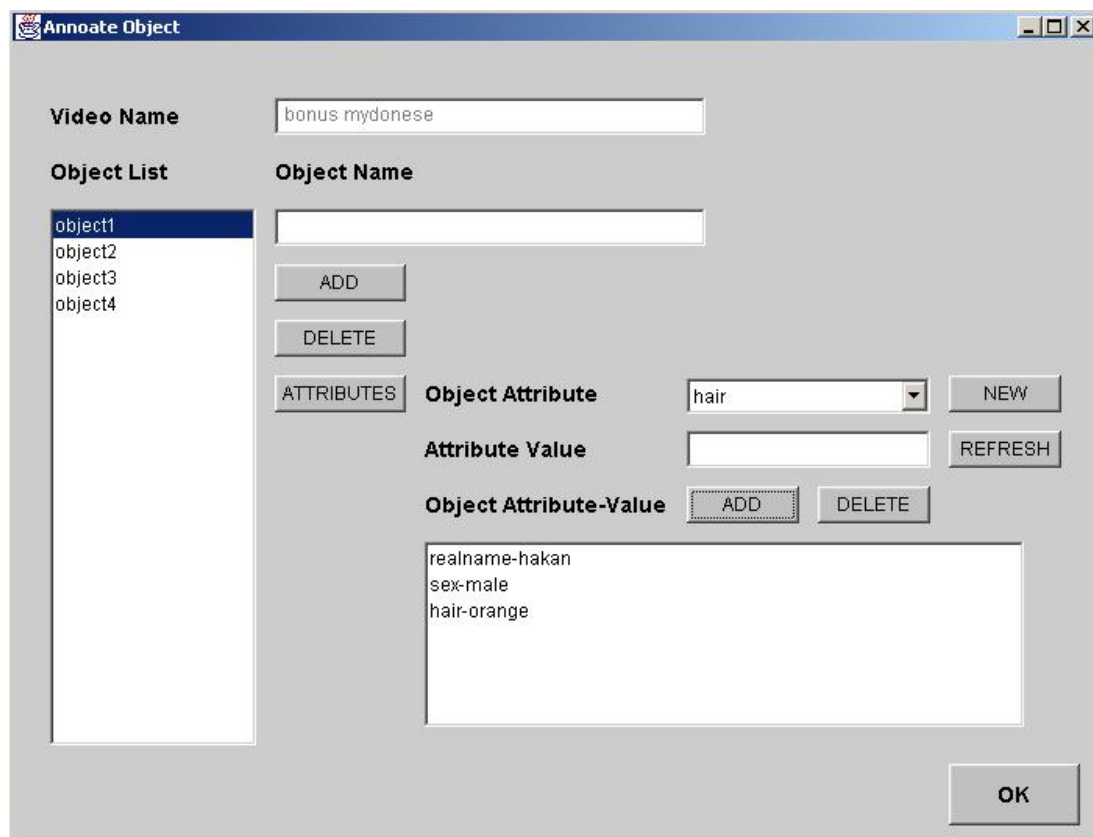 Annoate Object
Video Name
bonus mydonese
Object List
Object Name
object1
object2
object3
object4
ADD
DELETE
ATTRIBUTES
Object Attribute
hair
NEW
Attribute Value
REFRESH
Object Attribute-Value
ADD
DELETE
realname-hakan
sex-male
hair-orange
OK